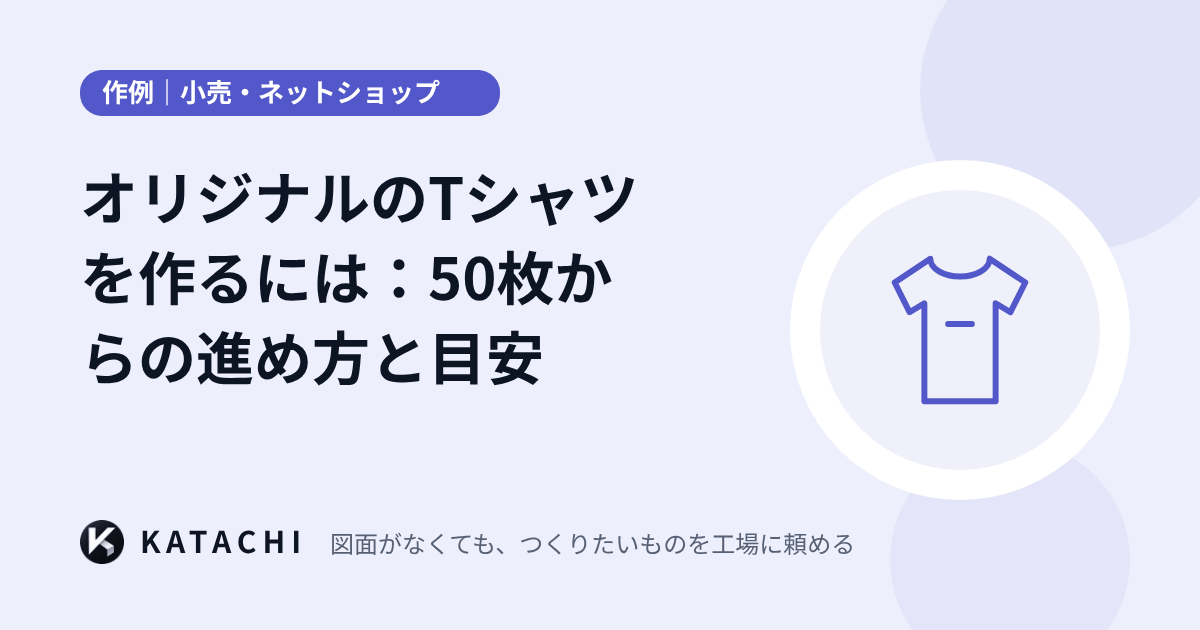 作例｜小売・ネットショップ
オリジナルのTシャツ
を作るには：50枚か
らの進め方と目安
KATACHI 図面がなくても、つくりたいものを工場に頼める